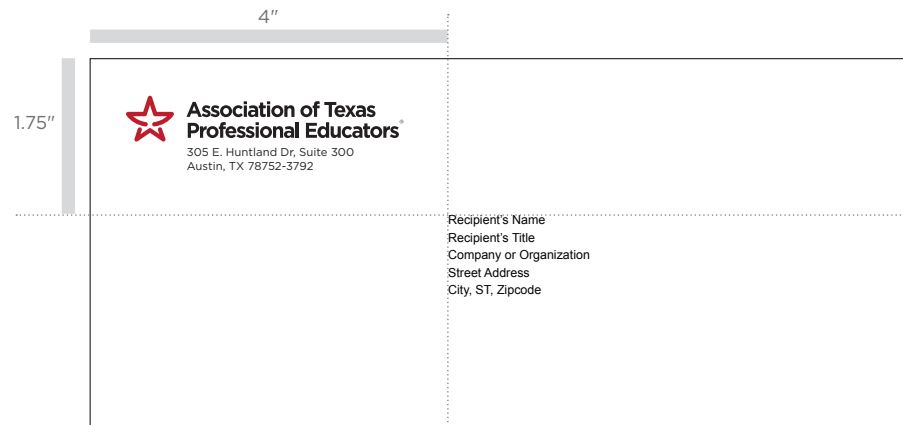 4"
1.75"
Association of Texas
Professional Educators®
305 E. Huntland Dr, Suite 300
Austin, TX 78752-3792
Recipient's Name
Recipient's Title
Company or Organization
Street Address
City, ST, Zipcode